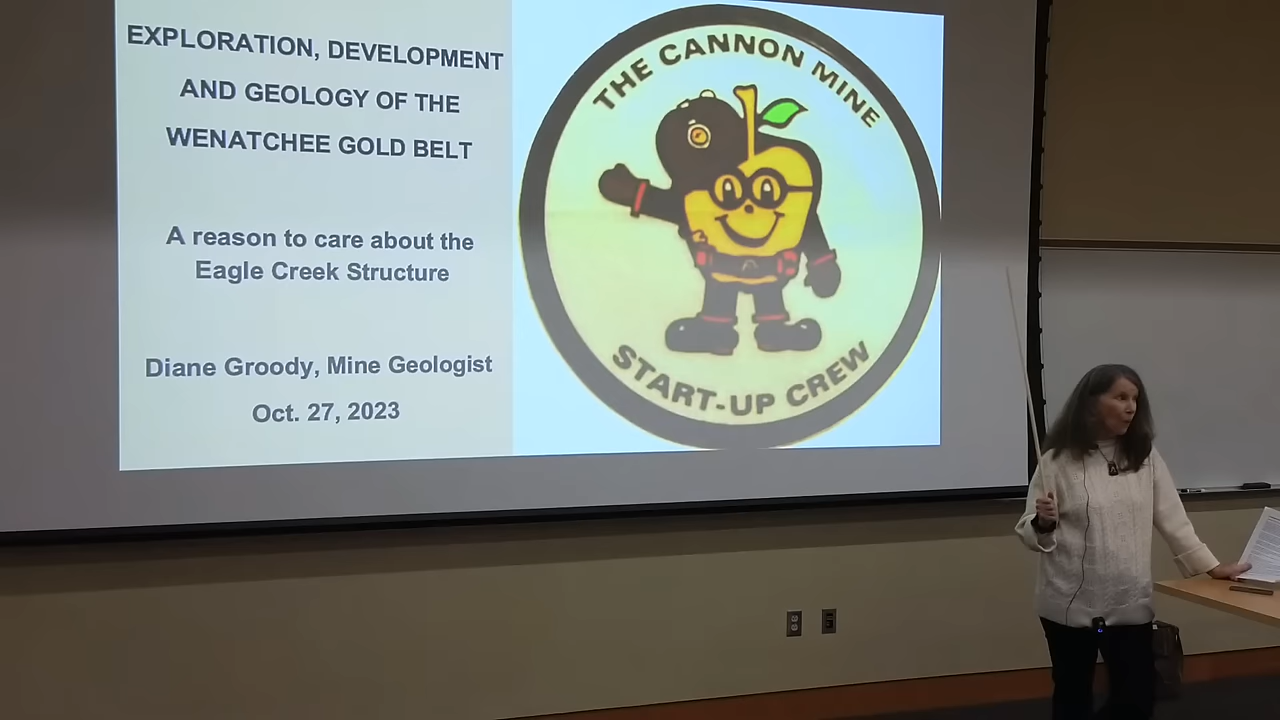 EXPLORATION, DEVELOPMENT
AND GEOLOGY OF THE
WENATCHEE GOLD BELT
A reason to care about the
Eagle Creek Structure
Diane Groody, Mine Geologist
Oct. 27, 2023
THE CANNON MINE
START-UP CREW